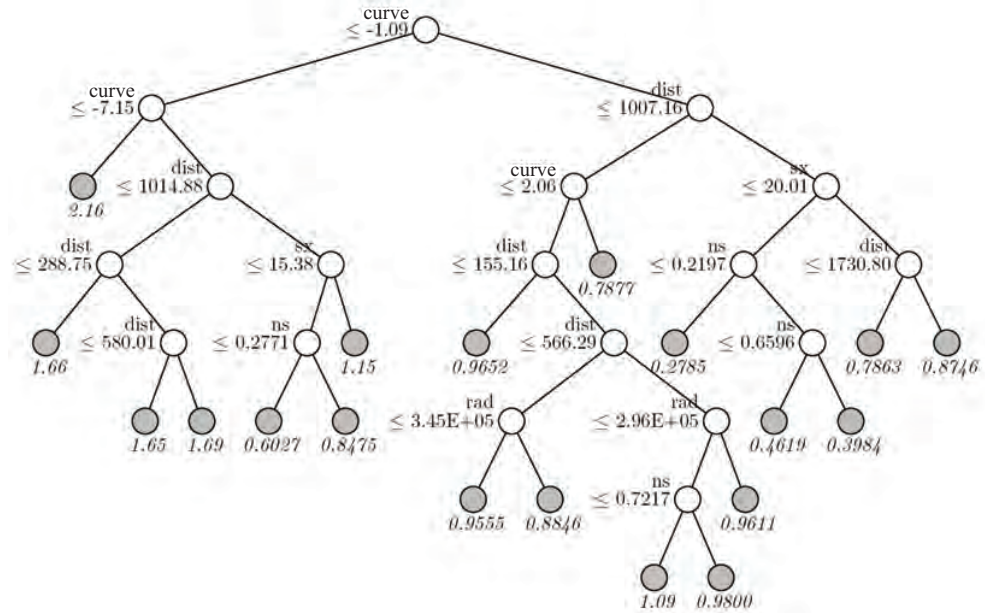 curve
≤ -1.09
curve
≤ -7.15
dist
≤ 1007.16
2.16
dist
≤ 1014.88
curve
≤ 2.06
sx
≤ 20.01
dist
≤ 288.75
sx
≤ 15.38
dist
≤ 155.16
0.7877
ns
≤ 0.2197
dist
≤ 1730.80
1.66
dist
≤ 580.01
ns
≤ 0.2771
1.15
0.9652
dist
≤ 566.29
0.2785
ns
≤ 0.6596
0.7863
0.8746
1.65
1.69
0.6027
0.8475
rad
≤ 3.45E+05
rad
≤ 2.96E+05
0.4619
0.3984
0.9555
0.8846
ns
≤ 0.7217
0.9611
1.09
0.9800